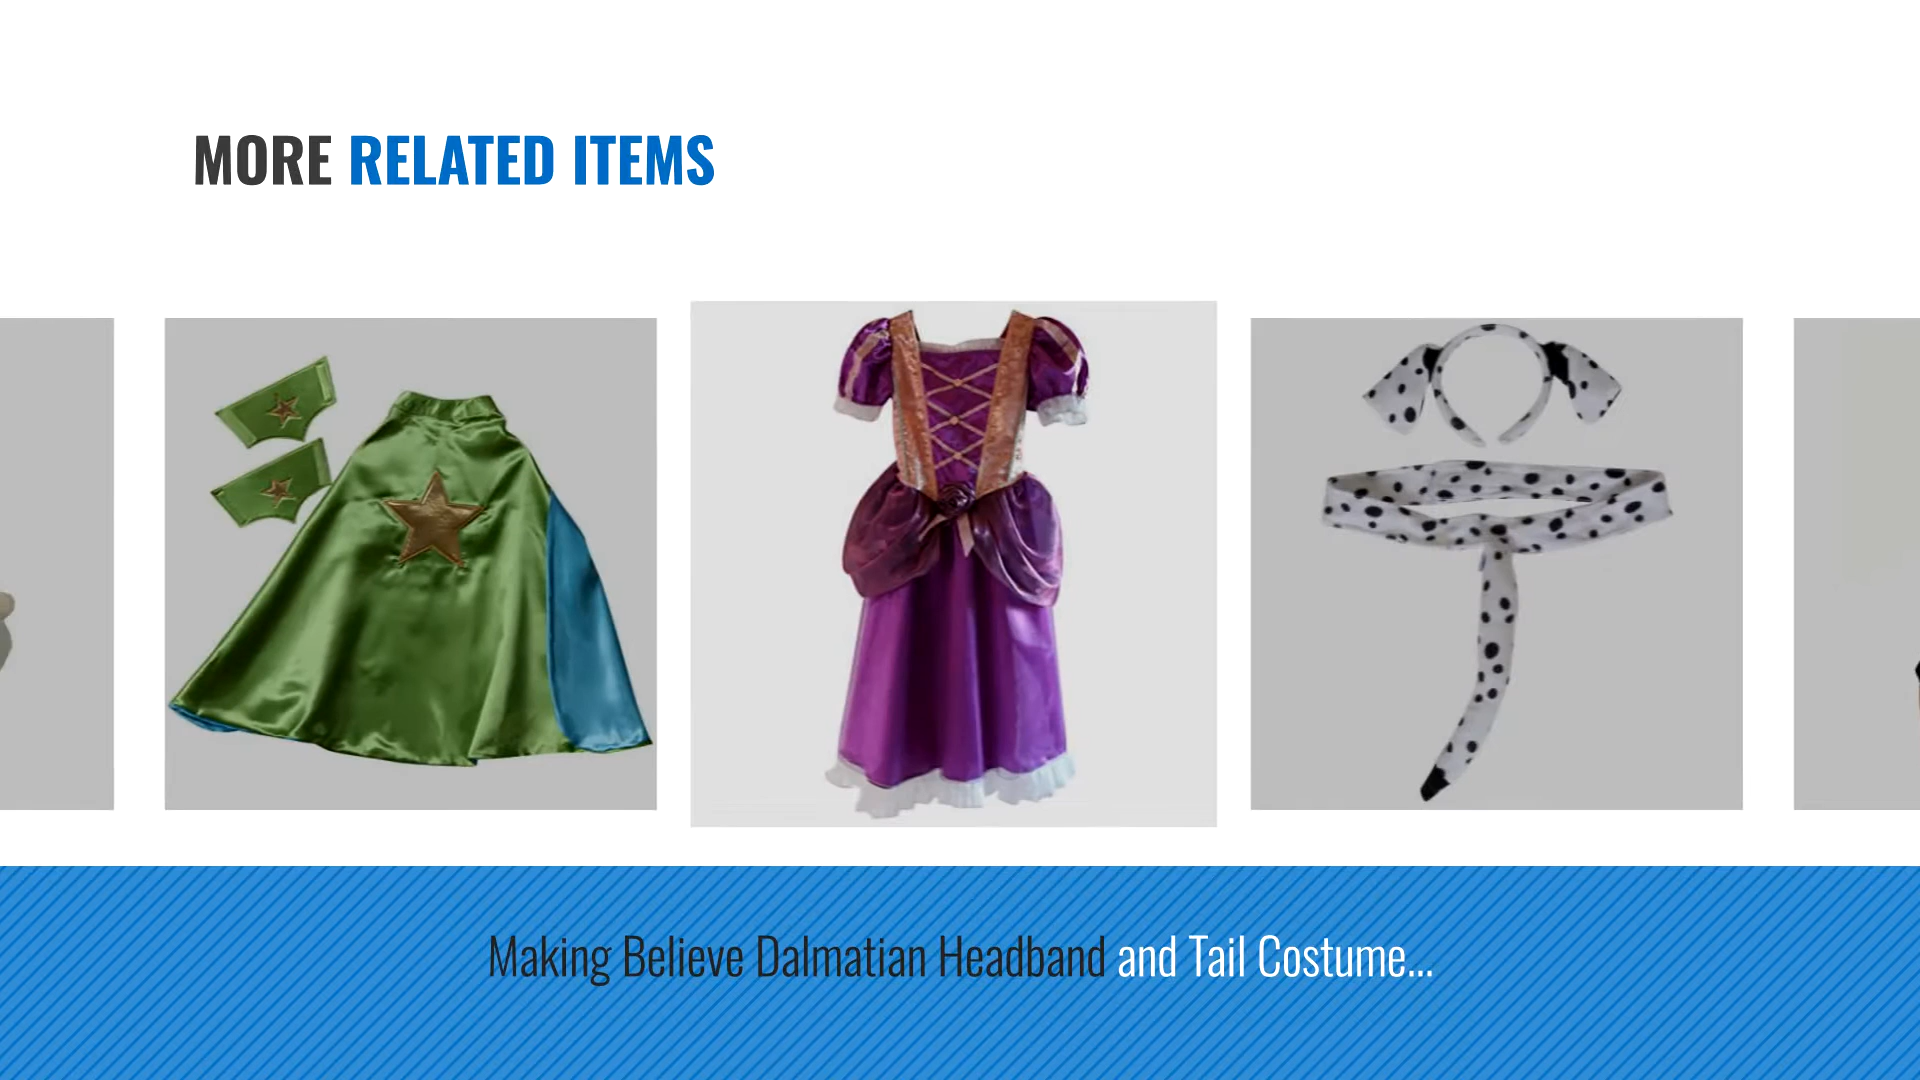 MORE RELATED ITEMS
Making Believe Dalmatian Headband and Tail Costume...